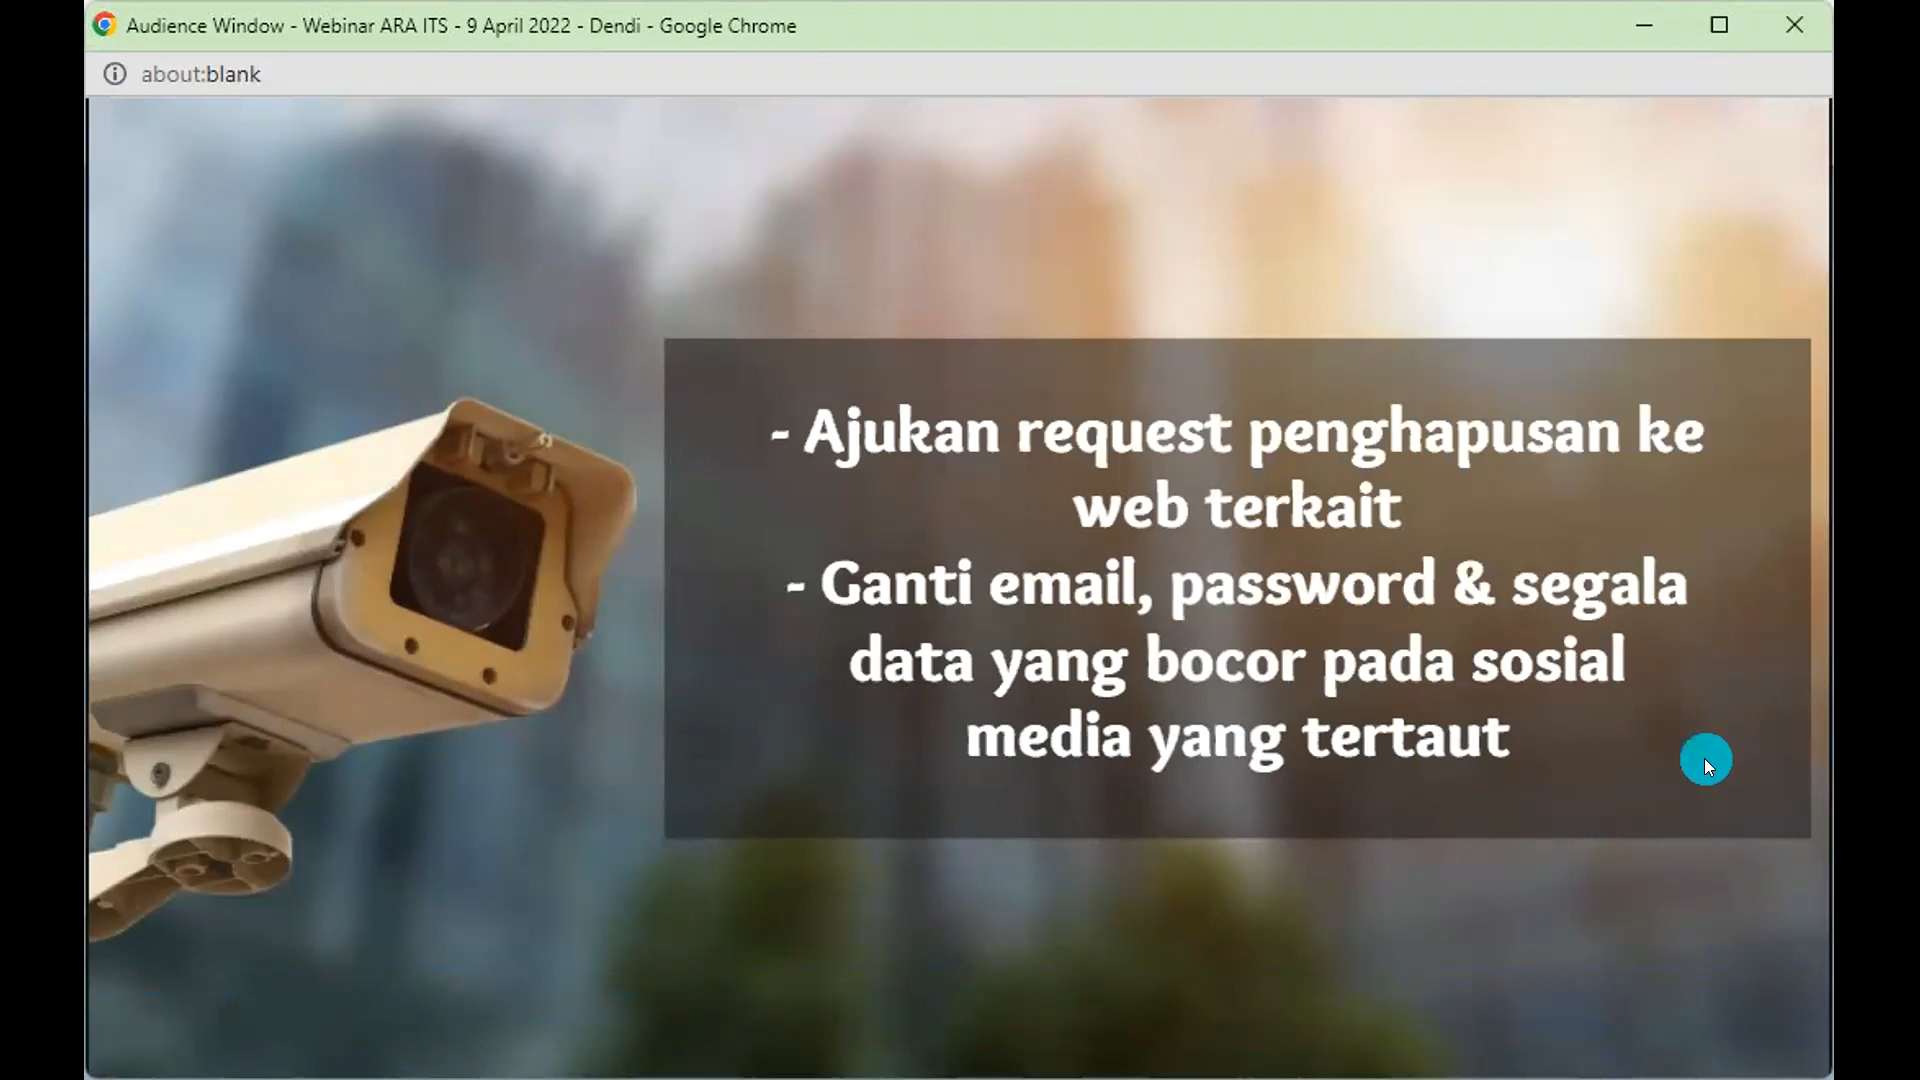 Audience Window - Webinar ARA ITS - 9 April 2022 - Dendi - Google Chrome
about:blank
- Ajukan request penghapusan ke
web terkait
- Ganti email, password & segala
data yang bocor pada sosial
media yang tertaut